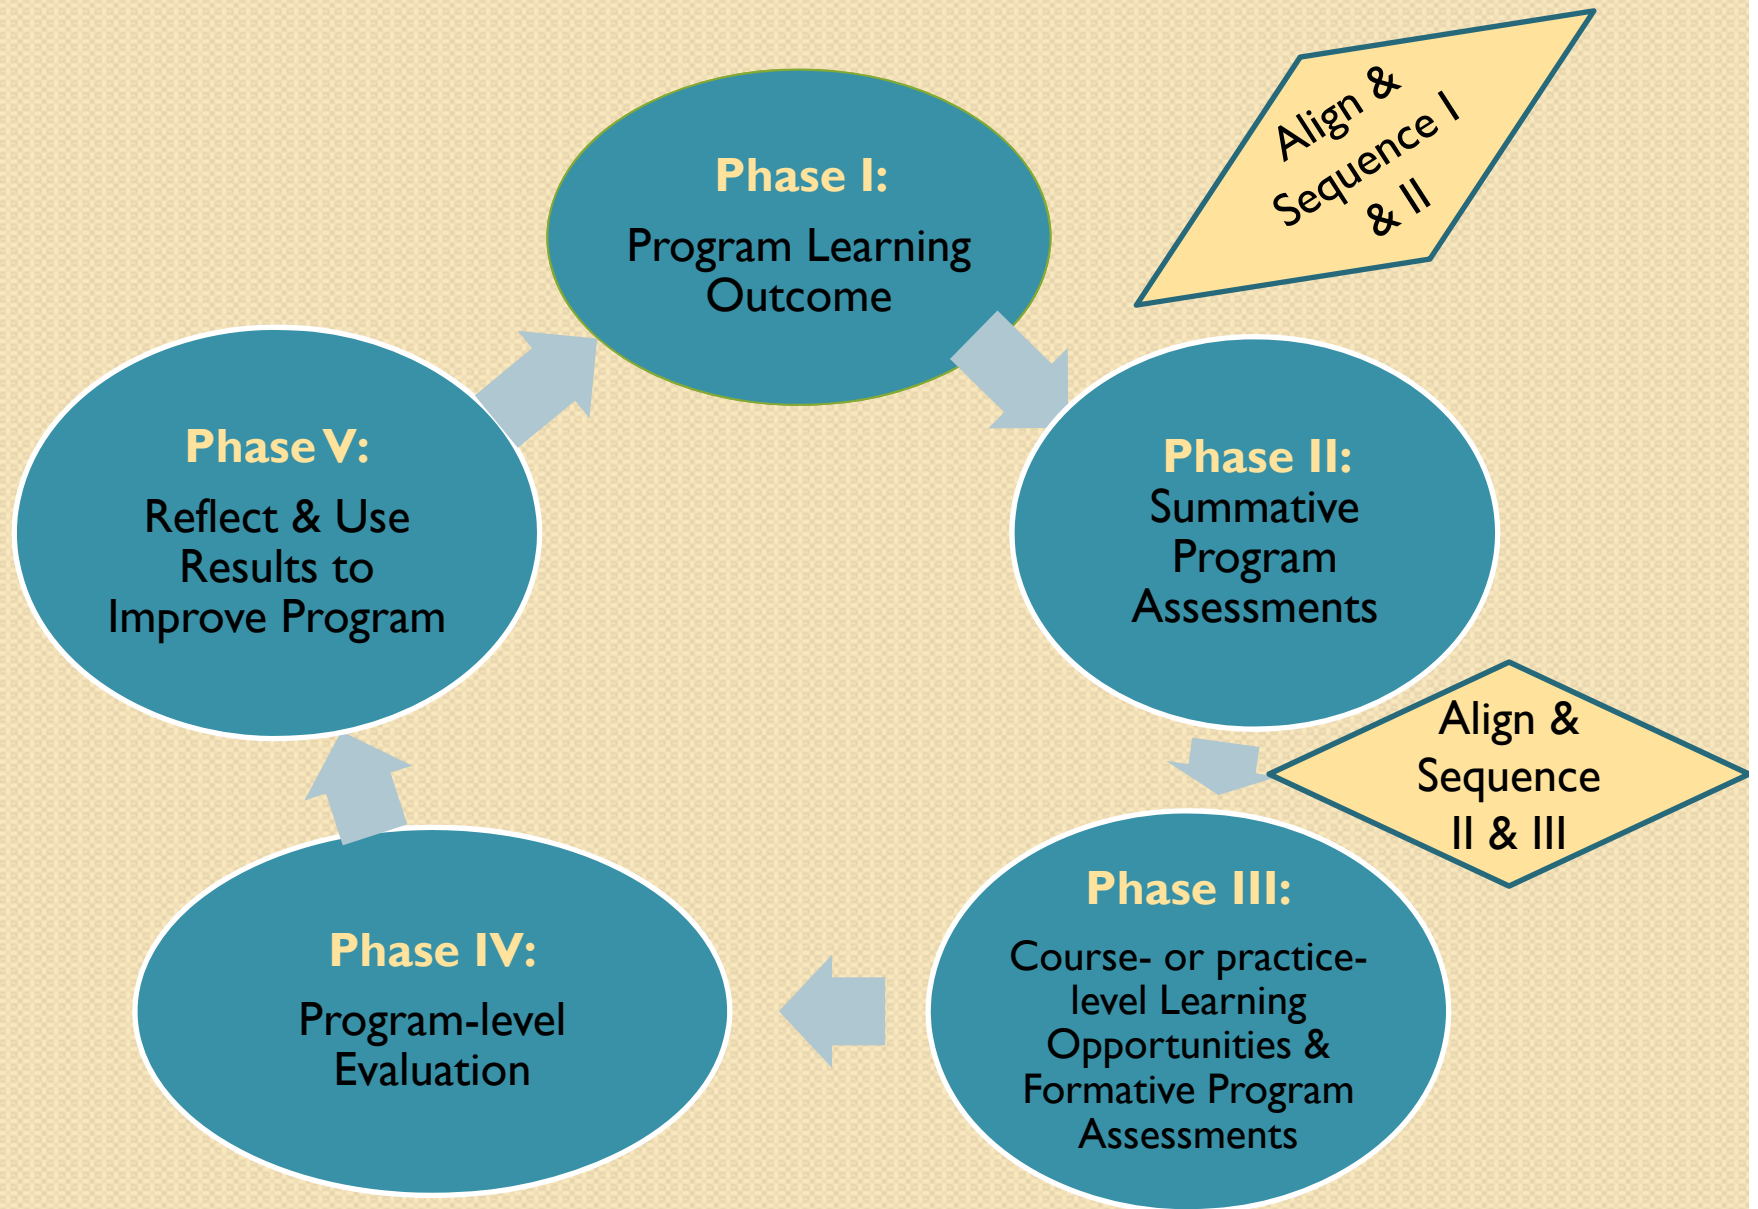 Phase I:
Program Learning
Outcome
Align &
Sequence I
& II
Phase II:
Summative
Program
Assessments
Align &
Sequence
II & III
Phase III:
Course- or practice-
level Learning
Opportunities &
Formative Program
Assessments
Phase IV:
Program-level
Evaluation
Phase V:
Reflect & Use
Results to
Improve Program